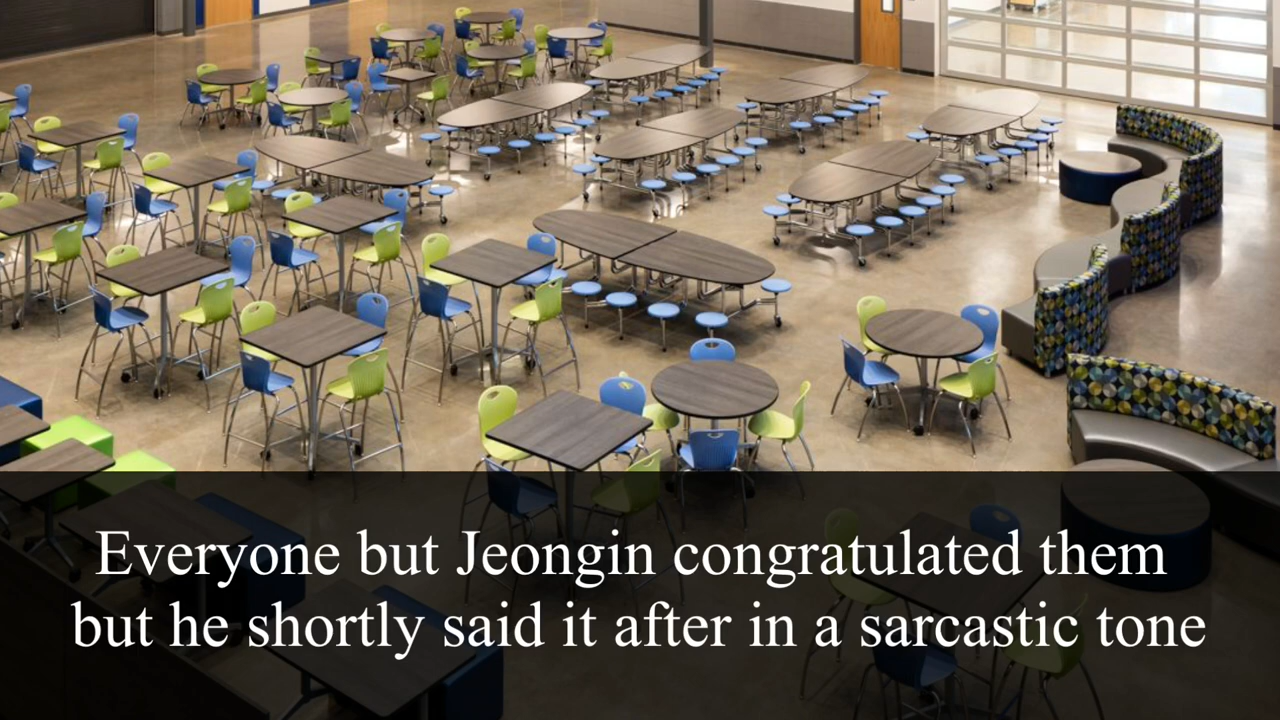 Everyone but Jeongin congratulated them
but he shortly said it after in a sarcastic tone